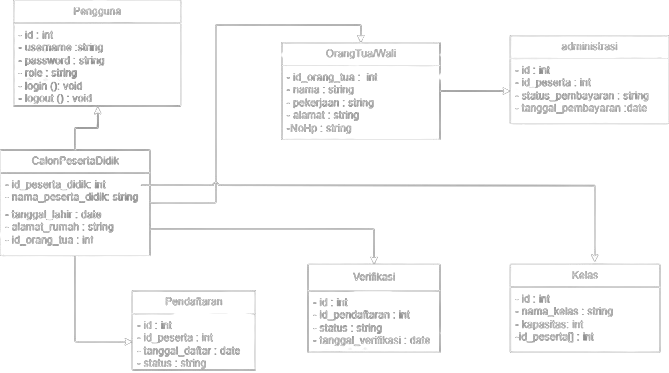 Pengguna
- id : int
- username :string
- password : string
- role : string
- login (): void
- logout (): void
OrangTua/Wali
- id_orang_tua : int
- nama : string
- pekerjaan : string
- alamat : string
-NoHp : string
administrasi
- id : int
- id_peserta : int
- status_pembayaran : string
- tanggal_pembayaran :date
CalonPesertaDidik
- id_peserta_didik: int
- nama_peserta_didik: string
- tanggal_lahir : date
- alamat_rumah : string
- id_orang_tua : int
Pendaftaran
- id : int
- id_peserta : int
- tanggal_daftar : date
- status : string
Verifikasi
- id : int
- id_pendaftaran : int
- status : string
- tanggal_verifikasi : date
Kelas
- id : int
- nama_kelas : string
- kapasitas: int
-id_peserta[] : int